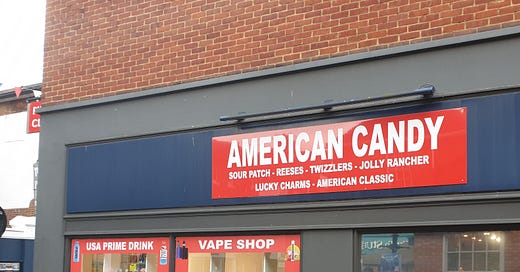 AMERICAN CANDY
SOUR PATCH - REESES - TWIZZLERS - JOLLY RANCHER
LUCKY CHARMS - AMERICAN CLASSIC
USA PRIME DRINK
VAPE SHOP